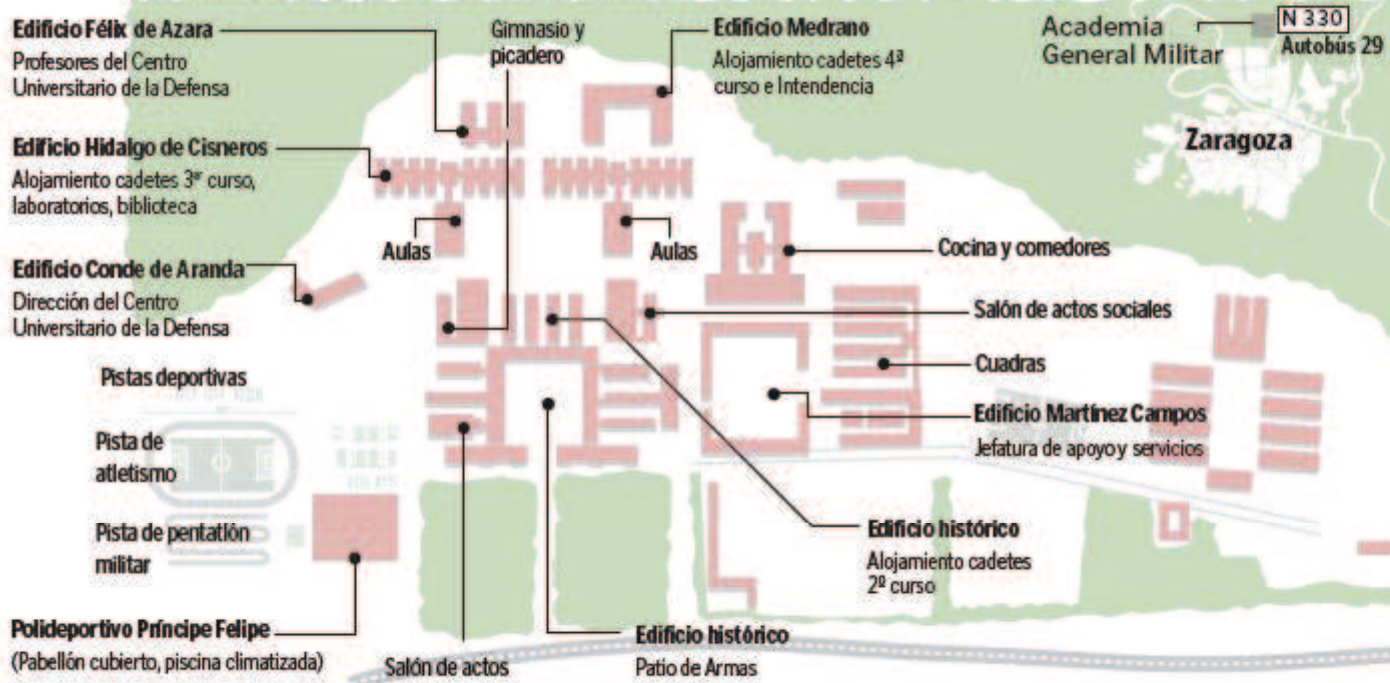 Edificio Félix de Azara
Profesores del Centro
Universitario de la Defensa
Gimnasio y
picadero
Edificio Medrano
Alojamiento cadetes 4ª
curso e Intendencia
Academia
General Militar
N 330
Autobús 29
Zaragoza
Edificio Hidalgo de Cisneros
Alojamiento cadetes 3er curso,
laboratorios, biblioteca
Aulas
Aulas
Cocina y comedores
Edificio Conde de Aranda
Dirección del Centro
Universitario de la Defensa
Salón de actos sociales
Cuadras
Pistas deportivas
Edificio Martínez Campos
Jefatura de apoyo y servicios
Pista de
atletismo
Pista de pentatlón
militar
Edificio histórico
Alojamiento cadetes
2º curso
Polideportivo Príncipe Felipe
(Pabellón cubierto, piscina climatizada)
Salón de actos
Edificio histórico
Patio de Armas